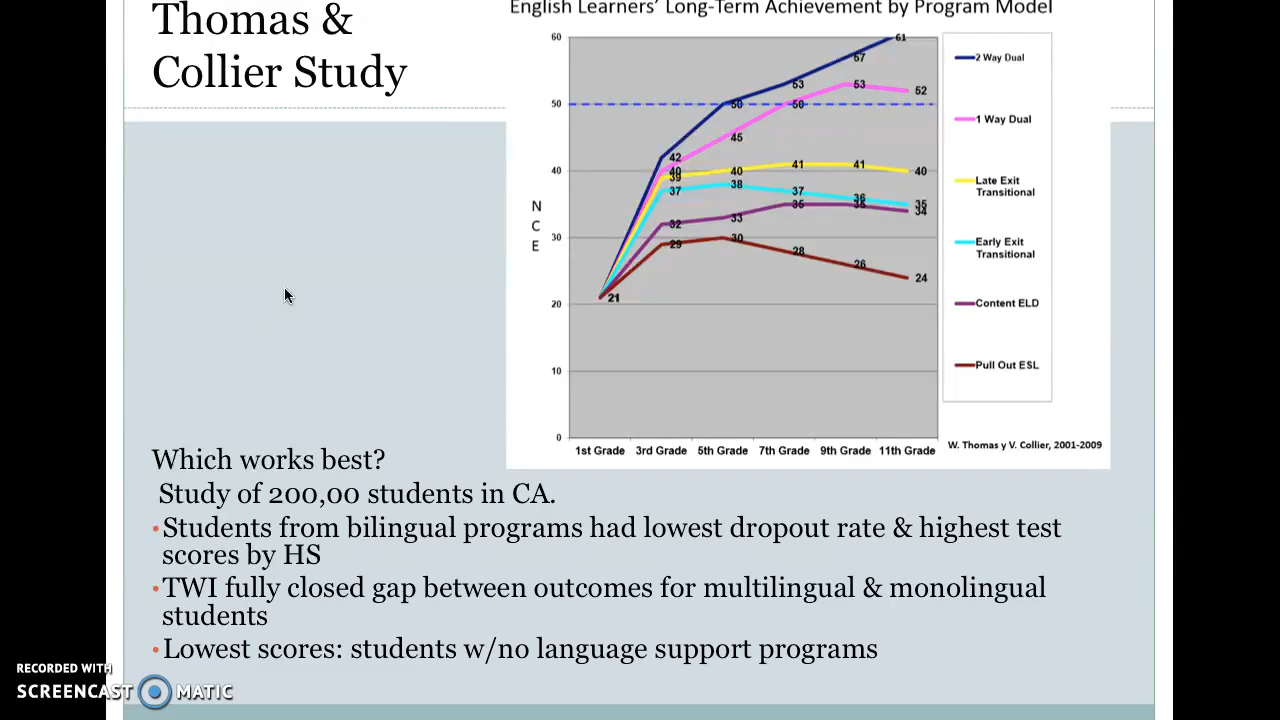 Thomas &
Collier Study
English Learners’ Long-Term Achievement by Program Model
60
50
40
30
20
10
0
N
C
E
61
57
53
50
42
21
53
52
50
45
40
39
40
41
41
40
37
38
37
36
35
32
33
35
35
34
29
30
28
26
24
1st Grade 3rd Grade 5th Grade 7th Grade 9th Grade 11th Grade
2 Way Dual
1 Way Dual
Late Exit
Transitional
Early Exit
Transitional
Content ELD
Pull Out ESL
W. Thomas y V. Collier, 2001-2009
Which works best?
Study of 200,00 students in CA.
•Students from bilingual programs had lowest dropout rate & highest test
scores by HS
•TWI fully closed gap between outcomes for multilingual & monolingual
students
•Lowest scores: students w/no language support programs
RECORDED WITH
SCREENCAST MATIC